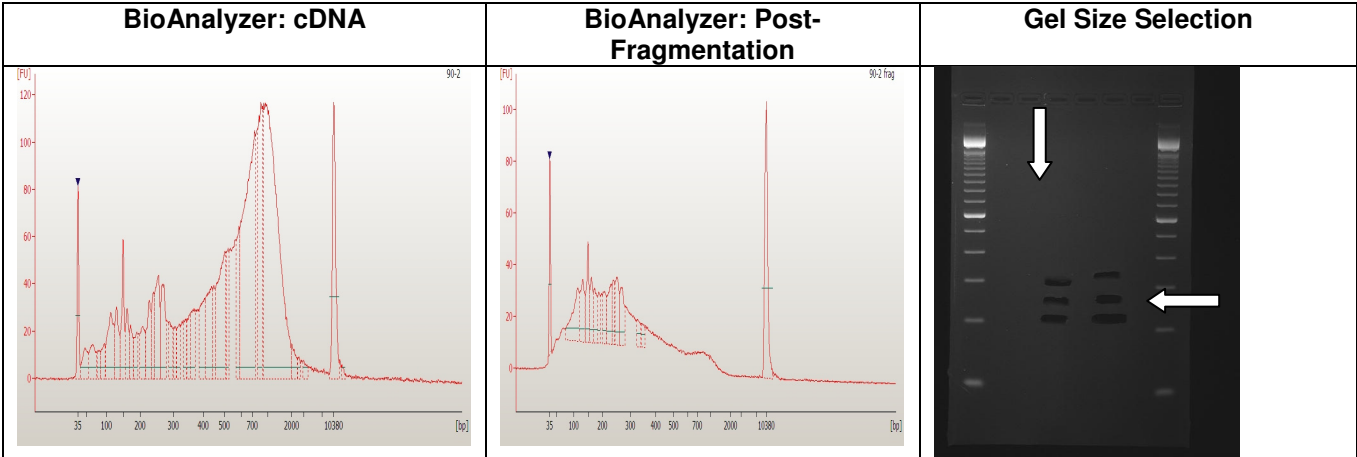 BioAnalyzer: cDNA
BioAnalyzer: Post-
Fragmentation
Gel Size Selection
[FU]
90-2
120
100
80
60
40
20
0
35 100 200 300 400 500 700 2000 10380 [bp]
[FU]
90-2 frag
100
80
60
40
20
0
35 100 200 300 400 500 700 2000 10380 [bp]